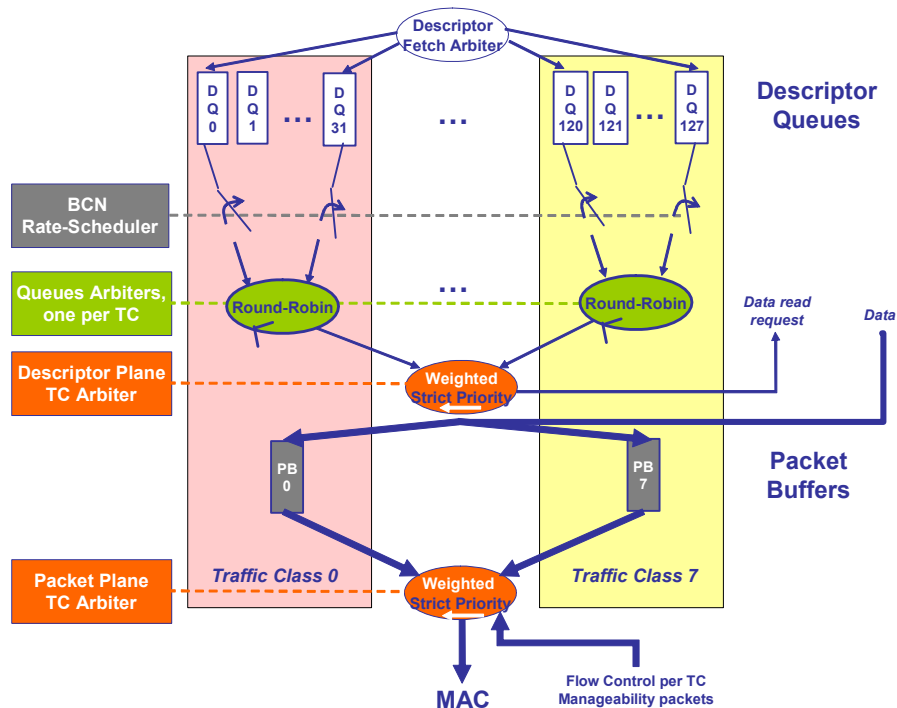 Descriptor
Fetch Arbiter
D
Q
0
D
Q
1
...
D
Q
31
...
D
Q
120
D
Q
121
...
D
Q
127
Descriptor
Queues
BCN
Rate-Scheduler
Queues Arbiters,
one per TC
Round-Robin
...
Round-Robin
Data read
request
Data
Descriptor Plane
TC Arbiter
Weighted
Strict Priority
PB
0
PB
7
Packet
Buffers
Packet Plane
TC Arbiter
Traffic Class 0
Weighted
Strict Priority
Traffic Class 7
MAC
Flow Control per TC
Manageability packets